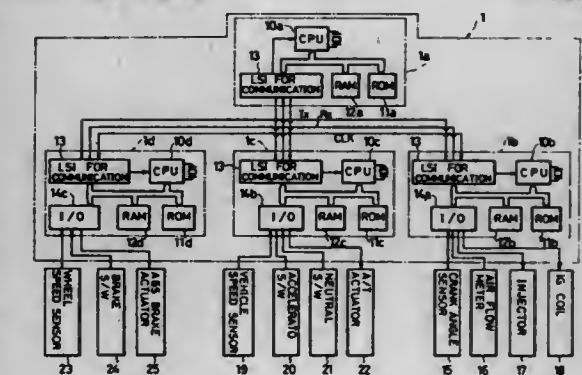 1
10a
CPU
1a
13
LSI FOR
COMMUNICATION
RAM
ROM
12a
11a
Tx
Rx
CLK
13
1d
10d
LSI FOR
COMMUNICATION
CPU
14c
I/O
RAM
ROM
12d
11d
1c
10c
13
LSI FOR
COMMUNICATION
CPU
14b
I/O
RAM
ROM
12c
11c
13
1b
10b
LSI FOR
COMMUNICATION
CPU
14a
I/O
RAM
ROM
12b
11b
WHEEL
SPEED SENSOR
BRAKE
S/W
ABS BRAKE
ACTUATOR
VEHICLE
SPEED SENSOR
ACCELERATO
S/W
NEUTRAL
S/W
A/T
ACTUATOR
CRANK ANGLE
SENSOR
AIR FLOW
METER
INJECTOR
IG COIL
23
24
25
19
20
21
22
15
16
17
18